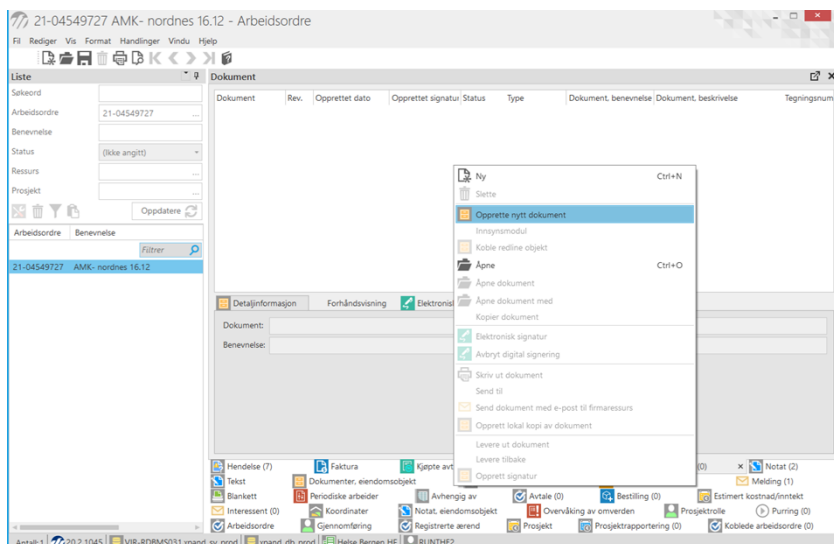 21-04549727 AMK- nordnes 16.12 - Arbeidsordre
Fil Rediger Vis Format Handlinger Vindu Hjelp
Liste
Søkeord
Arbeidsordre 21-04549727 ...
Benevnelse
Status (Ikke angitt)
Ressurs ...
Prosjekt ...
Oppdatere
Arbeidsordre Benevnelse
Filtrer
21-04549727 AMK- nordnes 16.12
Dokument
Dokument Rev. Opprettet dato Opprettet signatur Status Type Dokument, benevnelse Dokument, beskrivelse Tegningsnum
Ny Ctrl+N
Slette
Opprette nytt dokument
Innsynsmodul
Koble redline objekt
Åpne Ctrl+O
Åpne dokument
Åpne dokument med
Kopier dokument
Elektronisk signatur
Avbryt digital signering
Skriv ut dokument
Send til
Send dokument med e-post til firmaressurs
Opprett lokal kopi av dokument
Levere ut dokument
Levere tilbake
Opprett signatur
Detaljinformasjon Forhåndsvisning Elektronisk
Dokument:
Benevnelse:
Hendelse (7) Faktura Kjøpte avt (0) x Notat (2)
Tekst Dokumenter, eiendomsobjekt Melding (1)
Blankett Periodiske arbeider Avhengig av Avtale (0) Bestilling (0) Estimert kostnad/inntekt
Interessent (0) Koordinater Notat, eiendomsobjekt Overvåking av omverden Prosjektrolle Purring (0)
Arbeidsordre Gjennomføring Registrerte ærend Prosjekt Prosjektrapportering (0) Koblede arbeidsordre (0)
Antall: 1 20.2.1045 VIR-RDBMS031.xpand_sv_prod xpand_db_prod Helse Bergen HF RUNTHE2